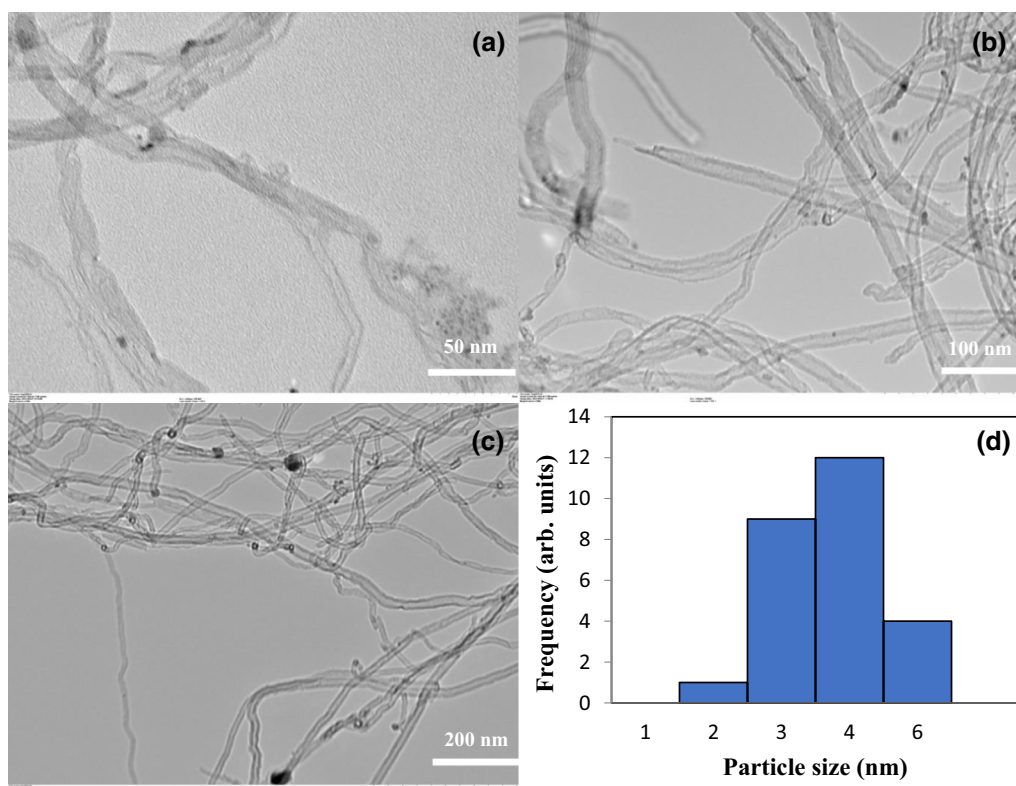 (a)
50 nm
(b)
100 nm
(c)
200 nm
(d)
Frequency (arb. units)
14
12
10
8
6
4
2
0
1 2 3 4 6
Particle size (nm)